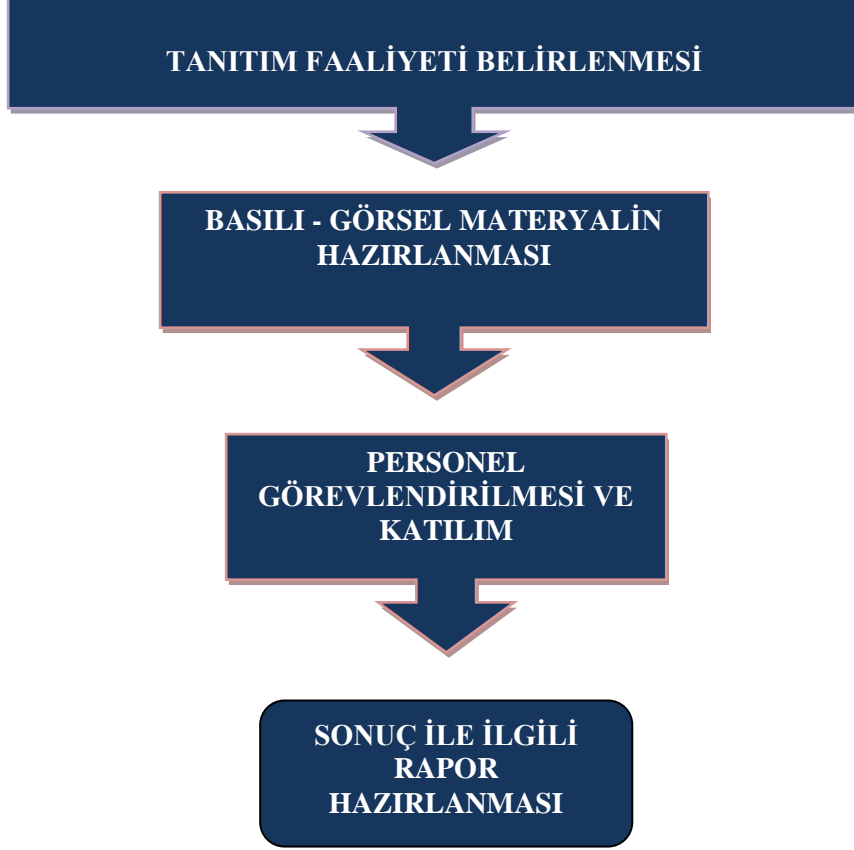 TANITIM FAALİYETİ BELİRLENMESİ
BASILI - GÖRSEL MATERYALİN
HAZIRLANMASI
PERSONEL
GÖREVLENDİRİLMESİ VE
KATILIM
SONUÇ İLE İLGİLİ
RAPOR
HAZIRLANMASI